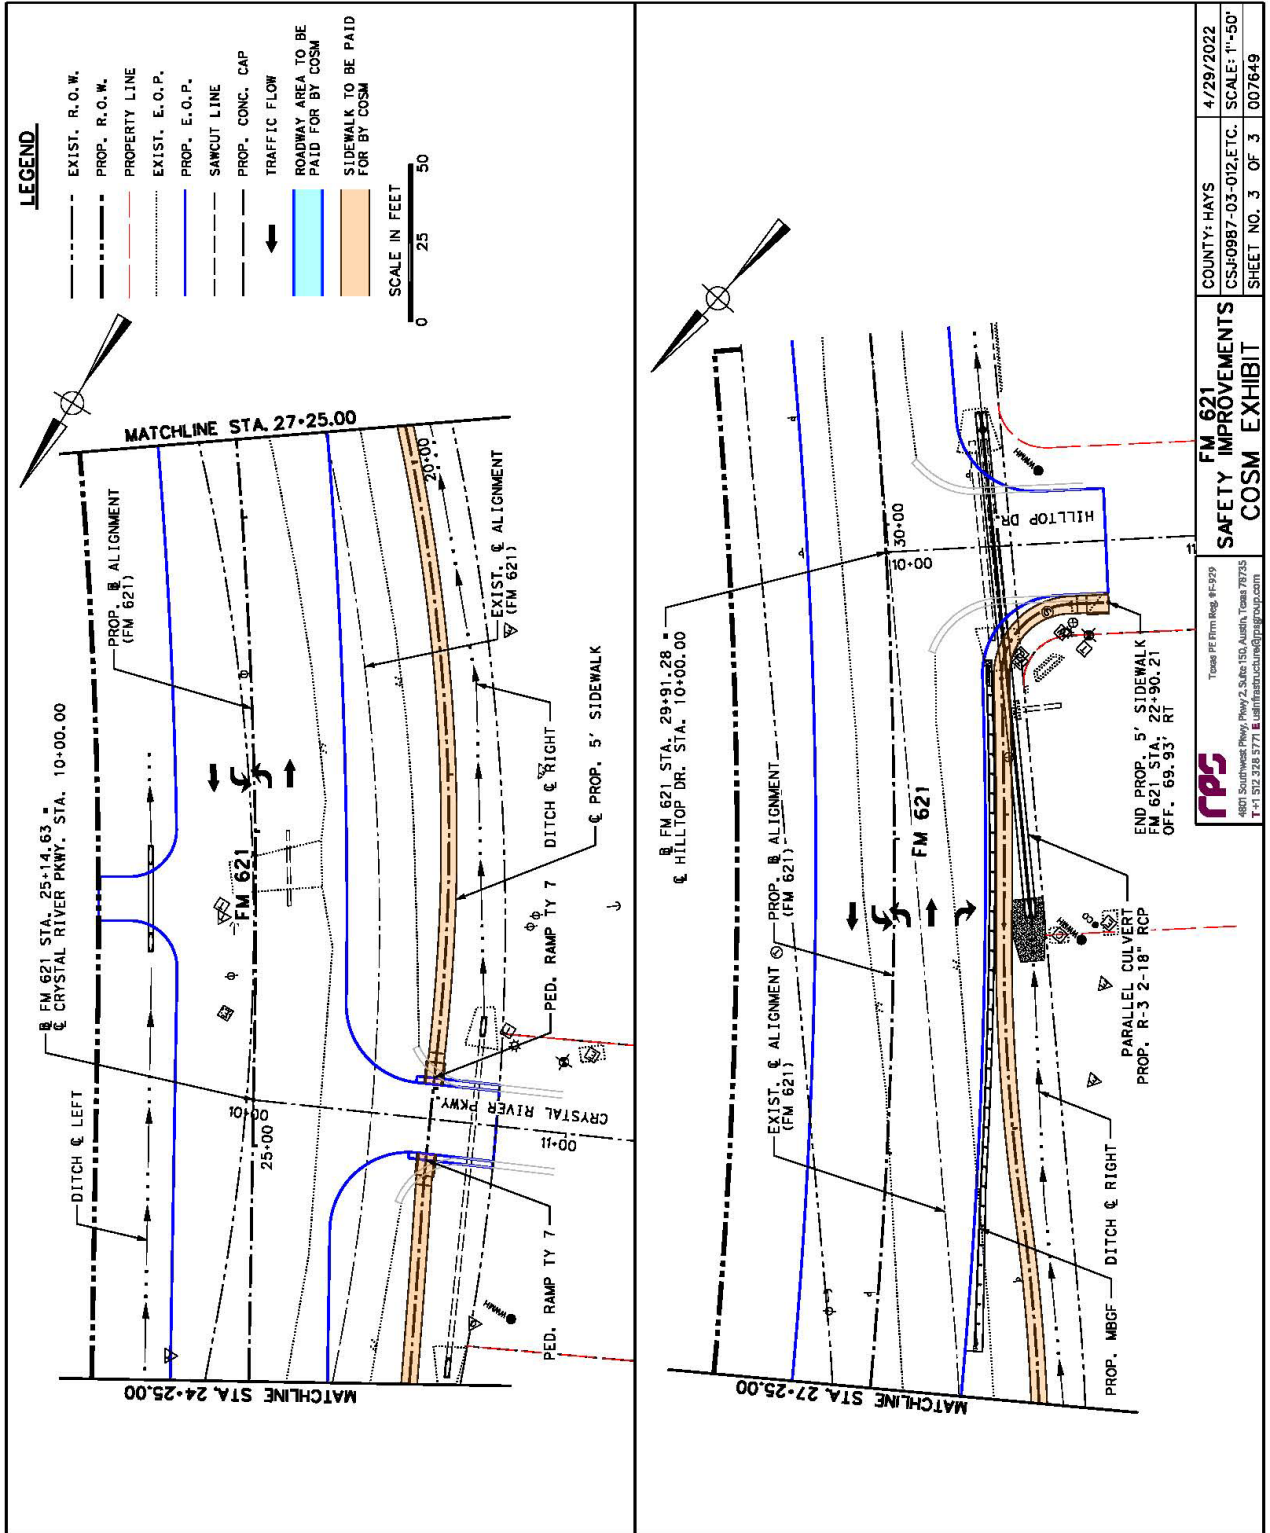 LEGEND
EXIST. R.O.W.
PROP. R.O.W.
PROPERTY LINE
EXIST. E.O.P.
PROP. E.O.P.
SAWCUT LINE
PROP. CONC. CAP
TRAFFIC FLOW
ROADWAY AREA TO BE
PAID FOR BY COSM
SIDEWALK TO BE PAID
FOR BY COSM
SCALE IN FEET
0 25 50
MATCHLINE STA. 24+25.00
DITCH ℄ LEFT
FM 621 STA. 25+14.63 =
℄ CRYSTAL RIVER PKWY. STA. 10+00.00
PROP. ALIGNMENT
(FM 621)
MATCHLINE STA. 27+25.00
25+00
10+00
FM 621
11+00
CRYSTAL RIVER PKWY.
20+00
EXIST. ℄ ALIGNMENT
(FM 621)
WWMH
PED. RAMP TY 7
PED. RAMP TY 7
DITCH ℄ RIGHT
℄ PROP. 5' SIDEWALK
MATCHLINE STA. 27+25.00
EXIST. ℄ ALIGNMENT
(FM 621)
PROP. ALIGNMENT
(FM 621)
FM 621 STA. 29+91.28 =
℄ HILLTOP DR. STA. 10+00.00
FM 621
30+00
10+00
HILLTOP DR.
11
WWMH
WWMH
CO
PROP. MBGF
DITCH ℄ RIGHT
PARALLEL CULVERT
PROP. R-3 2-18" RCP
END PROP. 5' SIDEWALK
FM 621 STA. 22+90.21
OFF. 69.93' RT
rps
Texas PE Firm Reg. #F-929
4801 Southwest Pkwy, Pkwy 2, Suite 150, Austin, Texas 78735
T +1 512 328 5771 E usinfrastructure@rpsgroup.com
FM 621
SAFETY IMPROVEMENTS
COSM EXHIBIT
COUNTY: HAYS 4/29/2022
CSJ:0987-03-012,ETC. SCALE: 1"=50'
SHEET NO. 3 OF 3 007649